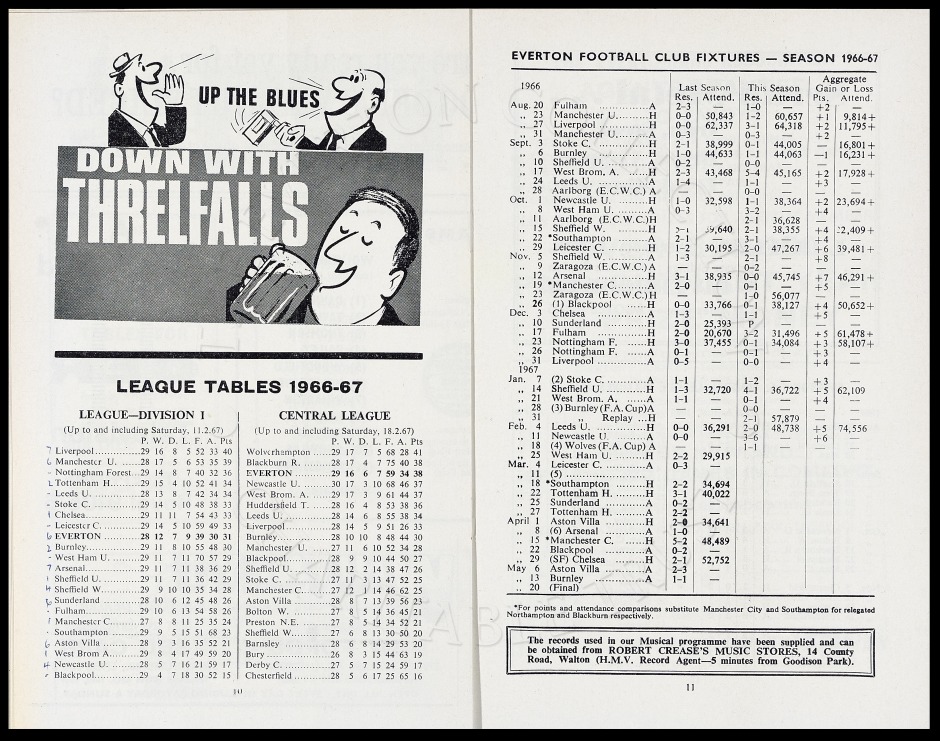 UP THE BLUES
DOWN WITH
THRELFALLS
LEAGUE TABLES 1966-67
LEAGUE—DIVISION I
(Up to and including Saturday, 11.2.67)
P. W. D. L. F. A. Pts
Liverpool 29 16 8 5 52 33 40
Manchester U. 28 17 5 6 53 35 39
Nottingham Forest 29 14 8 7 40 32 36
Tottenham H. 29 15 4 10 52 41 34
Leeds U. 28 13 8 7 42 34 34
Stoke C. 29 14 5 10 48 38 33
Chelsea 29 11 11 7 54 43 33
Leicester C. 29 14 5 10 59 49 33
EVERTON 28 12 7 9 39 30 31
Burnley 29 11 8 10 55 48 30
West Ham U. 29 11 7 11 70 57 29
Arsenal 29 11 7 11 38 36 29
Sheffield U. 29 11 7 11 36 42 29
Sheffield W. 29 9 10 10 35 34 28
Sunderland 28 10 6 12 45 48 26
Fulham 29 10 6 13 54 58 26
Manchester C. 27 8 8 11 25 35 24
Southampton 29 9 5 15 51 68 23
Aston Villa 28 9 3 16 35 52 21
West Brom A. 29 8 4 17 49 59 20
Newcastle U. 28 5 7 16 21 59 17
Blackpool 29 4 7 18 30 52 15
CENTRAL LEAGUE
(Up to and including Saturday, 18.2.67)
P. W. D. L. F. A. Pts
Wolverhampton 29 17 7 5 68 28 41
Blackburn R. 28 17 4 7 75 40 38
EVERTON 29 16 6 7 59 34 38
Newcastle U. 30 17 3 10 68 46 37
West Brom. A. 29 17 3 9 61 44 37
Huddersfield T. 28 16 4 8 53 38 36
Leeds U. 28 14 6 8 55 38 34
Liverpool 28 14 5 9 51 26 33
Burnley 28 10 10 8 48 44 30
Manchester U. 27 11 6 10 52 34 28
Blackpool 28 9 9 10 44 50 27
Sheffield U. 28 12 2 14 38 47 26
Stoke C. 27 11 3 13 47 52 25
Manchester C. 27 12 1 14 46 62 25
Aston Villa 28 8 7 13 39 56 23
Bolton W. 27 8 5 14 36 45 21
Preston N.E. 27 8 5 14 34 52 21
Sheffield W. 27 6 8 13 30 50 20
Barnsley 28 6 8 14 29 53 20
Bury 26 8 3 15 44 63 19
Derby C. 27 5 7 15 24 59 17
Chesterfield 28 5 6 17 25 65 16
10
EVERTON FOOTBALL CLUB FIXTURES — SEASON 1966-67
1966 Last Season This Season Aggregate Gain or Loss
Res. Attend. Res. Attend. Pts. Attend.
Aug. 20 Fulham A 2–3 — 1–0 — +2
,, 23 Manchester U. H 0–0 50,843 1–2 60,657 +1 9,814+
,, 27 Liverpool H 0–0 62,337 3–1 64,318 +2 11,795+
,, 31 Manchester U. A 0–3 — 0–3 — +2 —
Sept. 3 Stoke C. H 2–1 38,999 0–1 44,005 — 16,801+
,, 6 Burnley H 1–0 44,633 1–1 44,063 —1 16,231+
,, 10 Sheffield U. A 0–2 — 0–0 — — —
,, 17 West Brom, A. H 2–3 43,468 5–4 45,165 +2 17,928+
,, 24 Leeds U. A 1–4 — 1–1 — +3 —
,, 28 Aarlborg (E.C.W.C.) A 0–0 —
Oct. 1 Newcastle U. H 1–0 32,598 1–1 38,364 +2 23,694+
,, 8 West Ham U. A 0–3 3–2 — +4 —
,, 11 Aarlborg (E.C.W.C.) H 2–1 36,628
,, 15 Sheffield W. H 39,640 2–1 38,355 +4 22,409+
,, 22 *Southampton A 2–1 — 3–1 — +4 —
,, 29 Leicester C. H 1–2 30,195 2–0 47,267 +6 39,481+
Nov. 5 Sheffield W. A 1–3 — 2–1 — +8 —
,, 9 Zaragoza (E.C.W.C.) A 0–2 —
,, 12 Arsenal H 3–1 38,935 0–0 45,745 +7 46,291+
,, 19 *Manchester C. A 2–0 — 0–1 — +5 —
,, 23 Zaragoza (E.C.W.C.) H — — 1–0 56,077
,, 26 (1) Blackpool H 0–0 33,766 0–1 38,127 +4 50,652+
Dec. 3 Chelsea A 1–3 — 1–1 — +5 —
,, 10 Sunderland H 2–0 25,393 P —
,, 17 Fulham H 2–0 20,670 3–2 31,496 +5 61,478+
,, 23 Nottingham F. H 3–0 37,455 0–1 34,084 +3 58,107+
,, 26 Nottingham F. A 0–1 — 0–1 — +3 —
,, 31 Liverpool A 0–5 — 0–0 — +4 —
1967
Jan. 7 (2) Stoke C. A 1–1 — 1–2 — +3 —
,, 14 Sheffield U. H 1–3 32,720 4–1 36,722 +5 62,109
,, 21 West Brom. A. A 1–1 — 0–1 — +4 —
,, 28 (3) Burnley (F.A. Cup) A 0–0 —
,, 31 ,, Replay H 2–1 57,879
Feb. 4 Leeds U. H 0–0 36,291 2–0 48,738 +5 74,556
,, 11 Newcastle U. A 0–0 — 3–6 — +6 —
,, 18 (4) Wolves (F.A. Cup) A 1–1 —
,, 25 West Ham U. H 2–2 29,915
Mar. 4 Leicester C. A 0–3 —
,, 11 (5)
,, 18 *Southampton H 2–2 34,694
,, 22 Tottenham H. H 3–1 40,022
,, 25 Sunderland A 0–2 —
,, 27 Tottenham H. A 2–2 —
April 1 Aston Villa H 2–0 34,641
,, 8 (6) Arsenal A 1–0 —
,, 15 *Manchester C. H 5–2 48,489
,, 22 Blackpool A 0–2 —
,, 29 (SF) Chelsea H 2–1 52,752
May 6 Aston Villa A 2–3 —
,, 13 Burnley A 1–1 —
,, 20 (Final)
*For points and attendance comparisons substitute Manchester City and Southampton for relegated
Northampton and Blackburn respectively.
The records used in our Musical programme have been supplied and can
be obtained from ROBERT CREASE'S MUSIC STORES, 14 County
Road, Walton (H.M.V. Record Agent—5 minutes from Goodison Park).
11